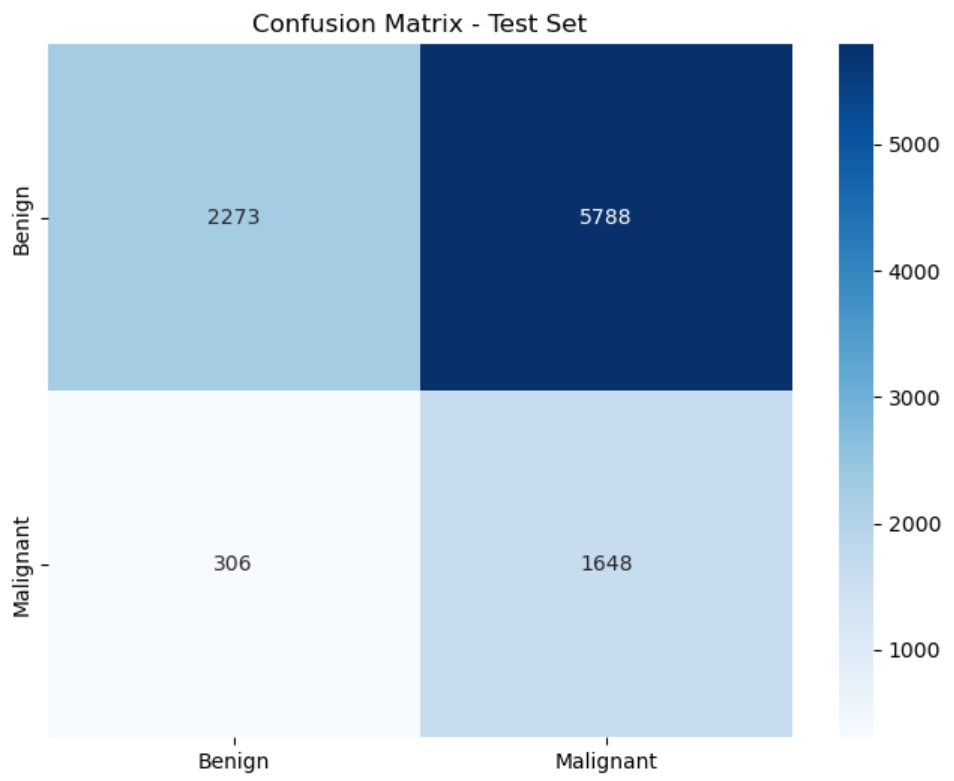 Confusion Matrix - Test Set
Benign
2273
5788
Malignant
306
1648
Benign
Malignant
5000
4000
3000
2000
1000